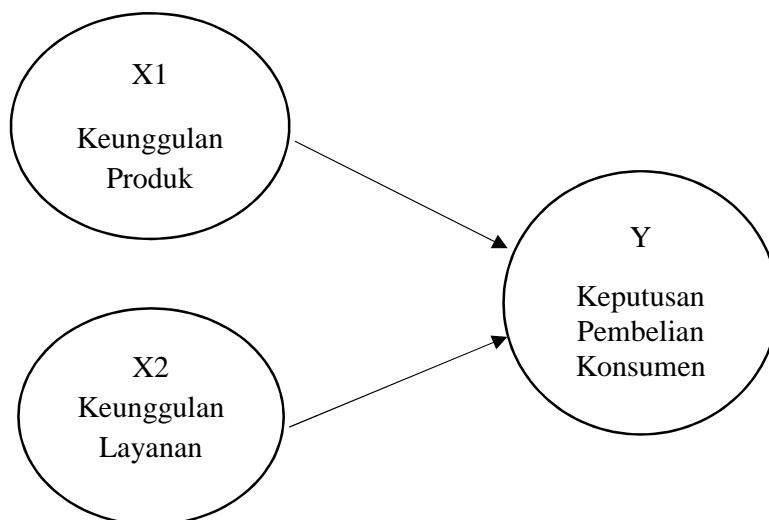 X1
Keunggulan
Produk
X2
Keunggulan
Layanan
Y
Keputusan
Pembelian
Konsumen